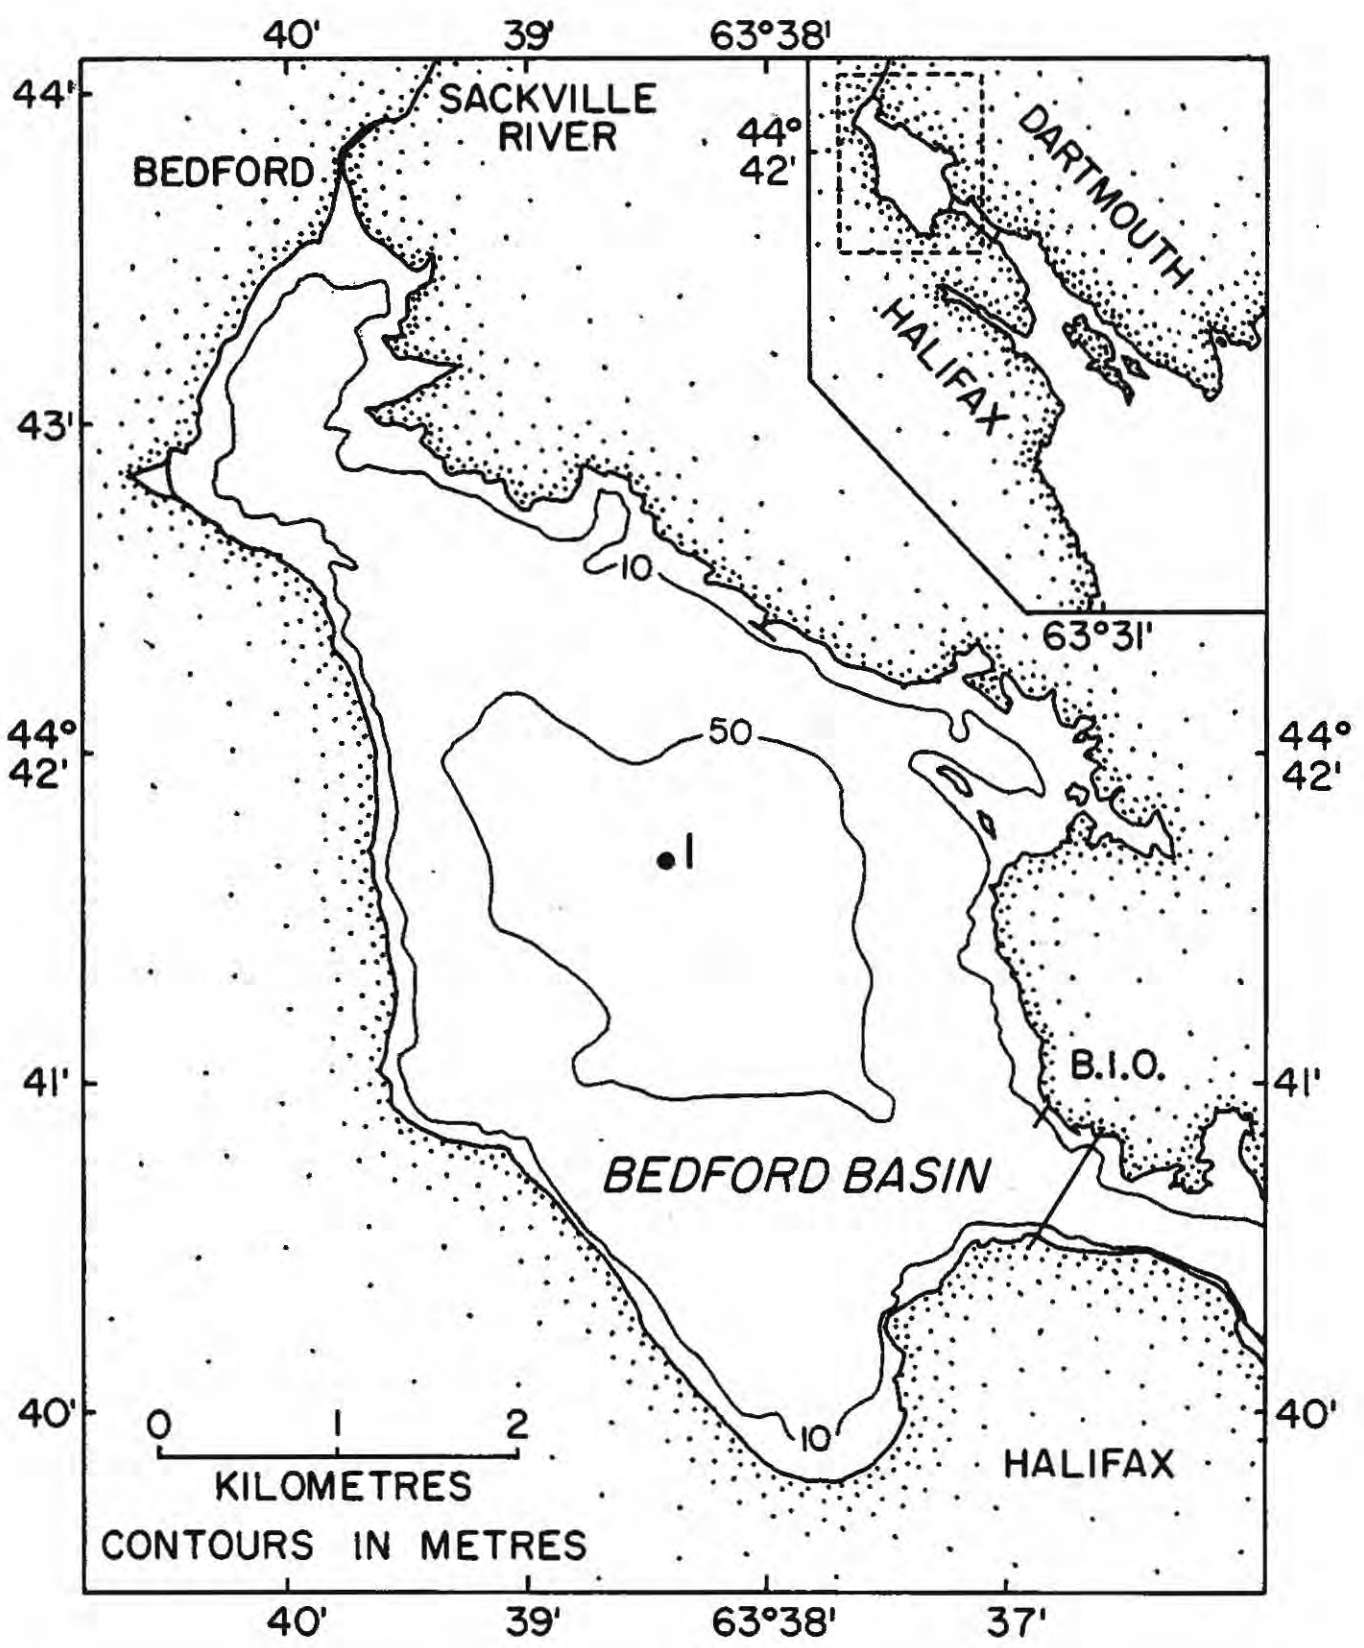 40' 39' 63°38'
44'
SACKVILLE
RIVER
BEDFORD
44°
42'
DARTMOUTH
HALIFAX
43'
63°31'
10
50
44°
42'
44°
42'
1
41'
41'
B.I.O.
BEDFORD BASIN
40'
40'
0 1 2
KILOMETRES
10
HALIFAX
CONTOURS IN METRES
40' 39' 63°38' 37'